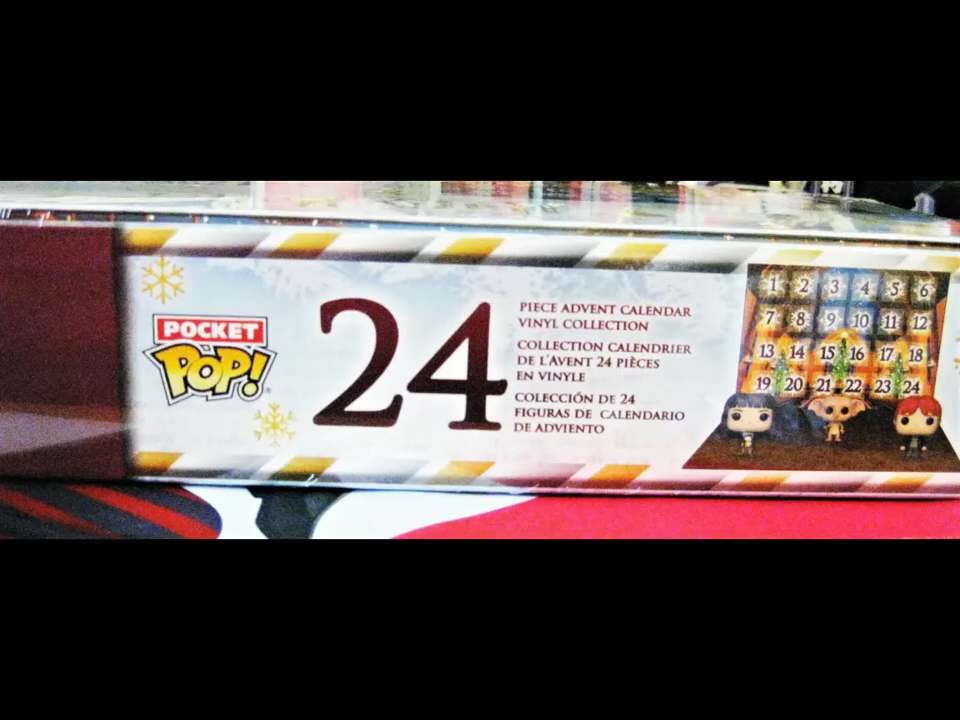 POCKET
POP!
24
PIECE ADVENT CALENDAR
VINYL COLLECTION
COLLECTION CALENDRIER
DE L'AVENT 24 PIÈCES
EN VINYLE
COLECCIÓN DE 24
FIGURAS DE CALENDARIO
DE ADVIENTO
1 2 3 4 5 6
7 8 9 10 11 12
13 14 15 16 17 18
19 20 21 22 23 24